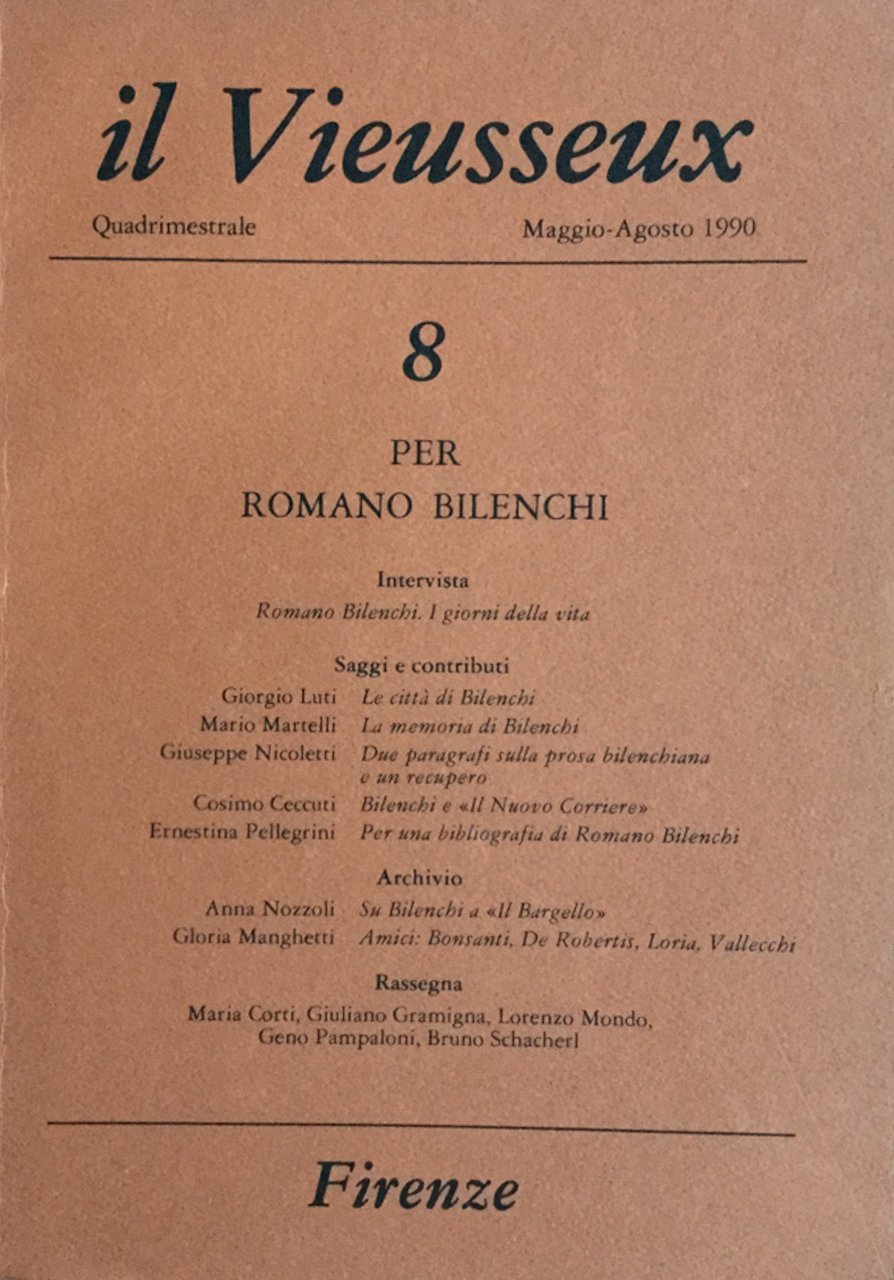 il Vieusseux
Quadrimestrale Maggio-Agosto 1990
8
PER
ROMANO BILENCHI
Intervista
Romano Bilenchi. I giorni della vita
Saggi e contributi
Giorgio Luti Le città di Bilenchi
Mario Martelli La memoria di Bilenchi
Giuseppe Nicoletti Due paragrafi sulla prosa bilenchiana
e un recupero
Cosimo Ceccuti Bilenchi e «Il Nuovo Corriere»
Ernestina Pellegrini Per una bibliografia di Romano Bilenchi
Archivio
Anna Nozzoli Su Bilenchi a «Il Bargello»
Gloria Manghetti Amici: Bonsanti, De Robertis, Loria, Vallecchi
Rassegna
Maria Corti, Giuliano Gramigna, Lorenzo Mondo,
Geno Pampaloni, Bruno Schacherl
Firenze